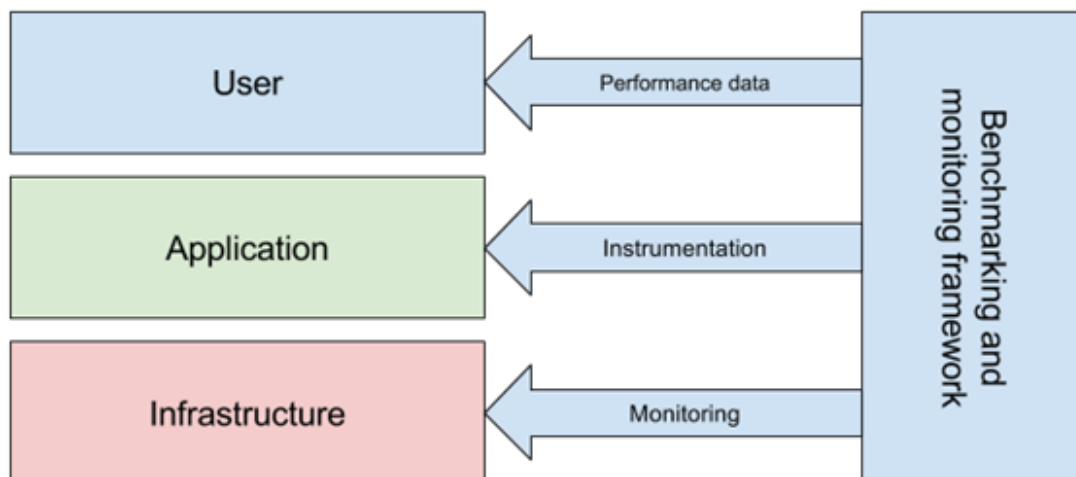 User
Performance data
Application
Instrumentation
Infrastructure
Monitoring
Benchmarking and
monitoring framework